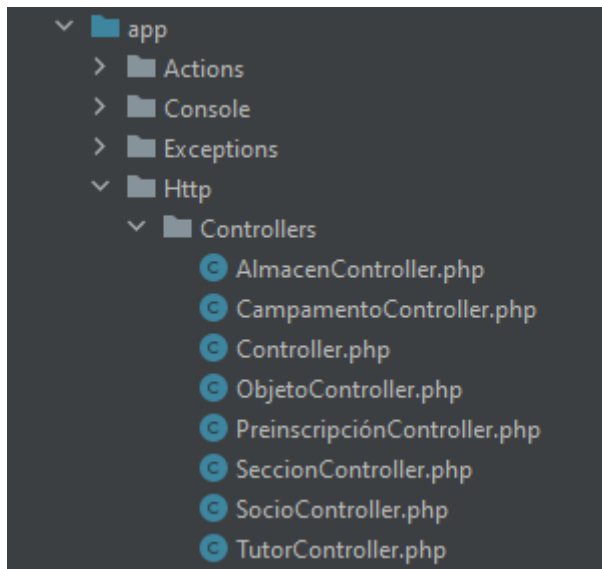 app
Actions
Console
Exceptions
Http
Controllers
C AlmacenController.php
C CampamentoController.php
C Controller.php
C ObjetoController.php
C PreinscripciónController.php
C SeccionController.php
C SocioController.php
C TutorController.php